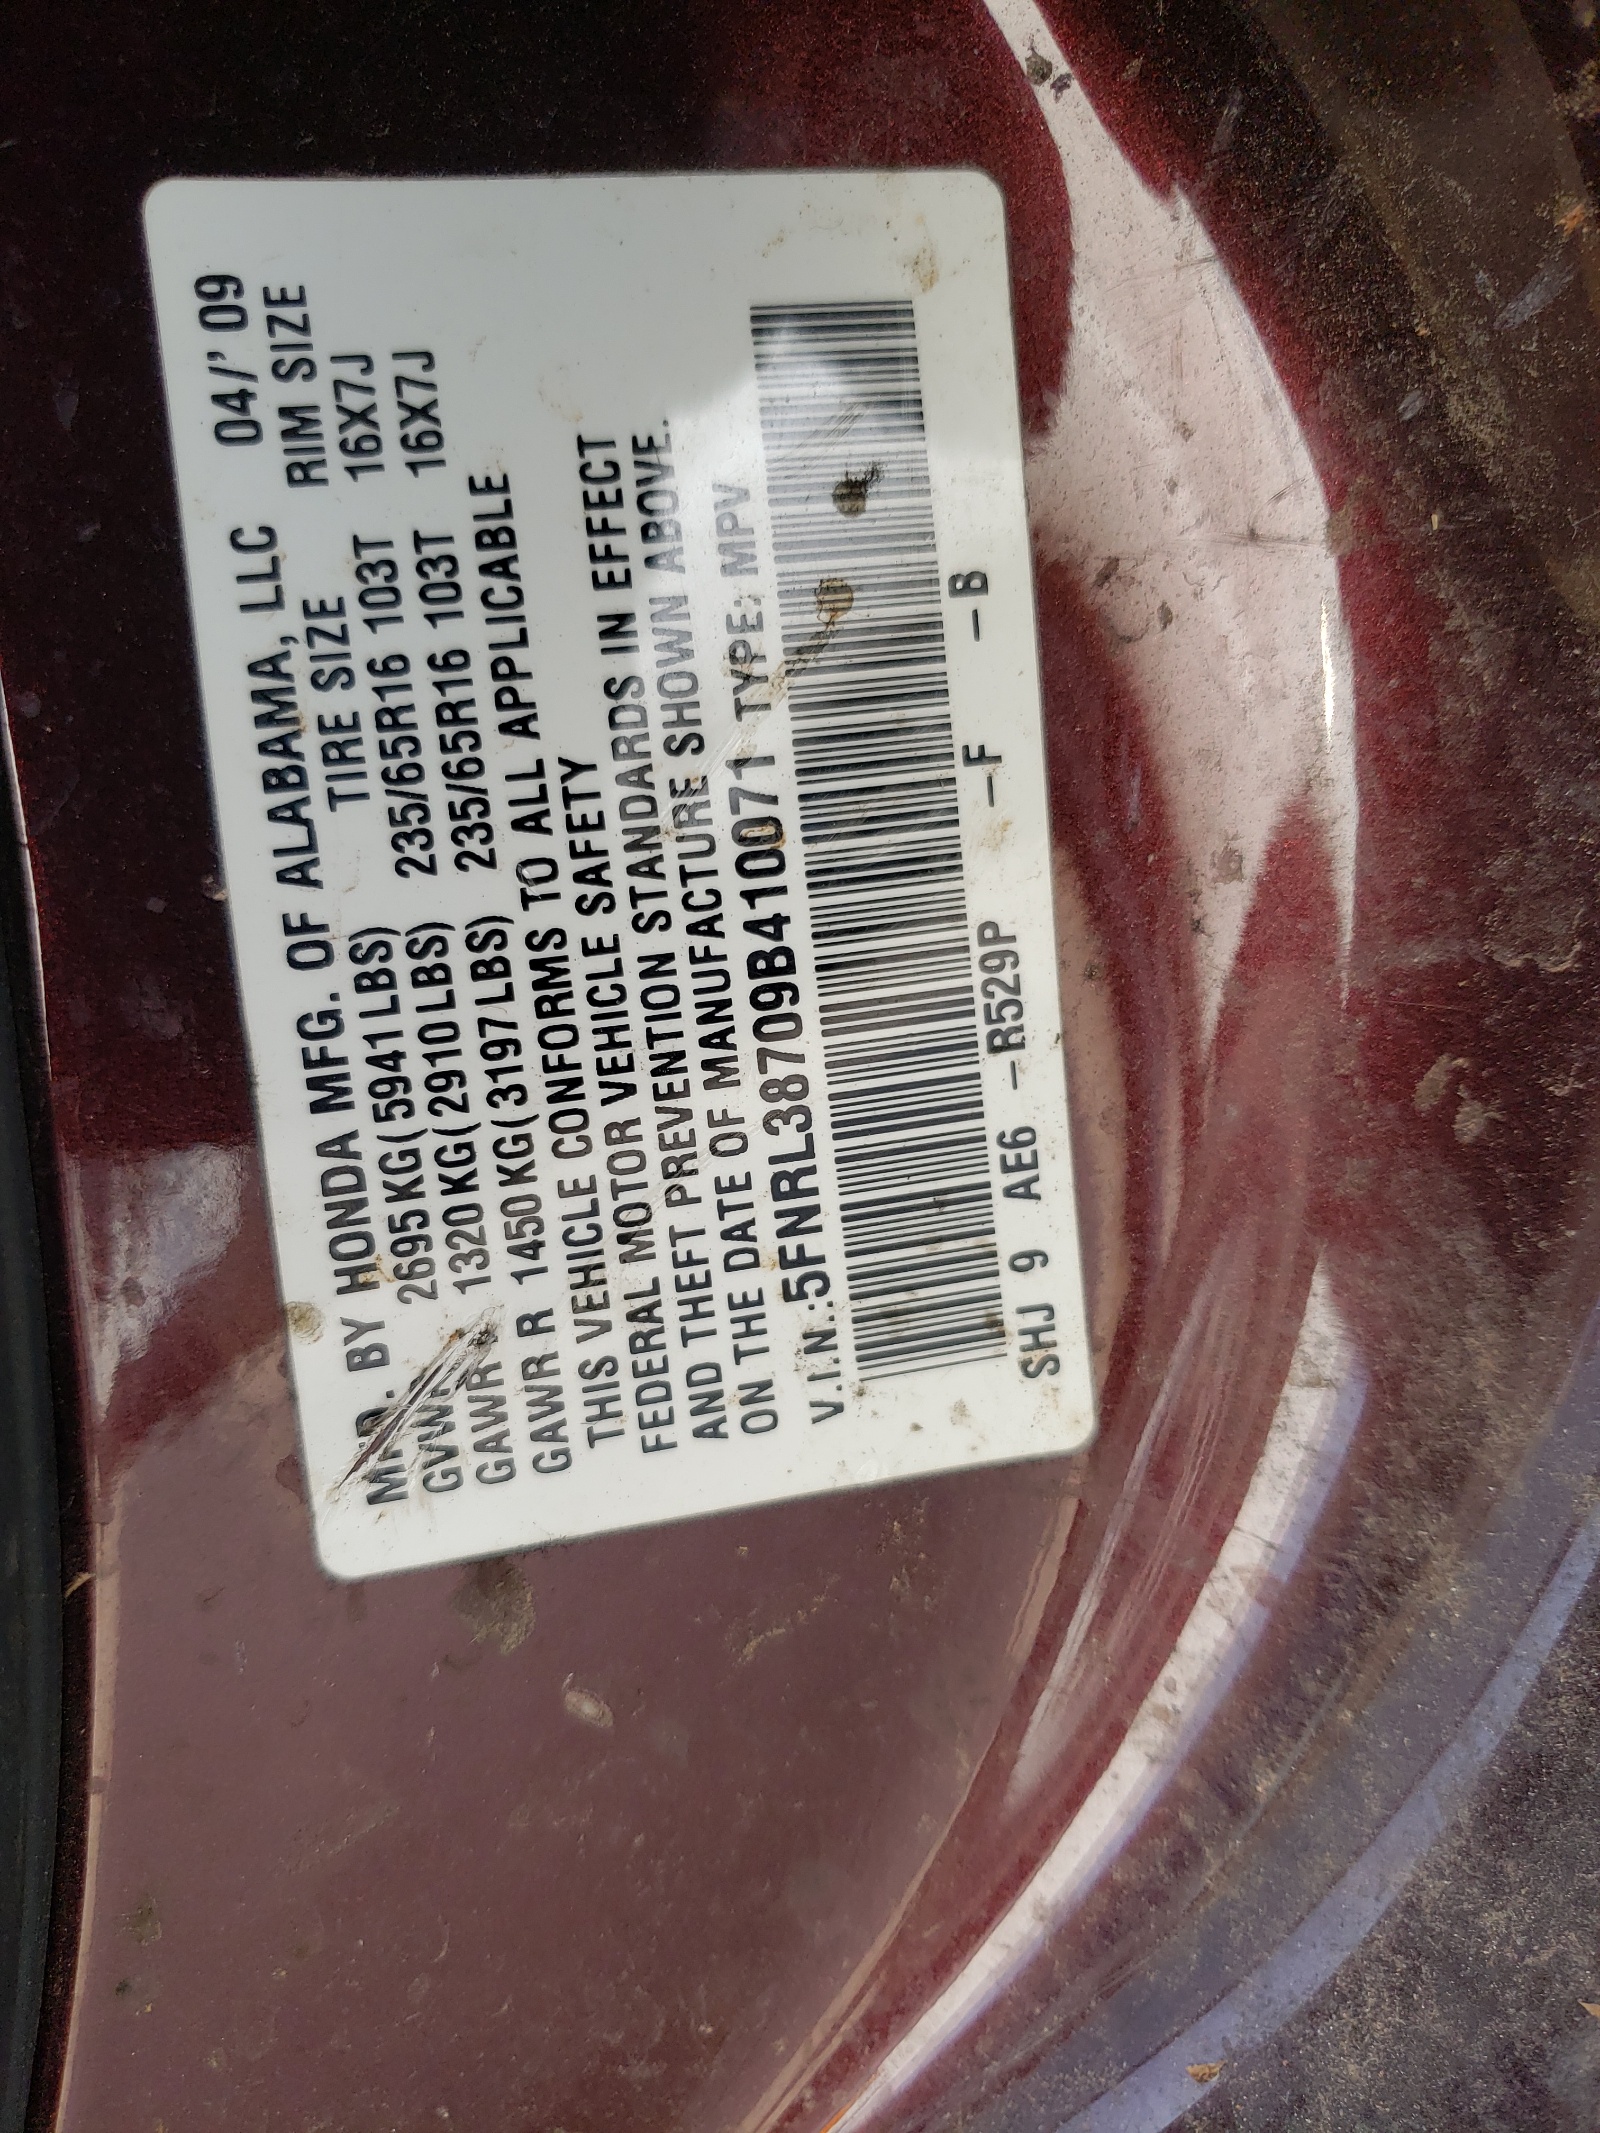 MFD. BY HONDA MFG. OF ALABAMA, LLC 04/'09
TIRE SIZE RIM SIZE
GVWR 2695KG(5941LBS)
GAWR F 1320KG(2910LBS) 235/65R16 103T 16X7J
GAWR R 1450KG(3197LBS) 235/65R16 103T 16X7J
THIS VEHICLE CONFORMS TO ALL APPLICABLE
FEDERAL MOTOR VEHICLE SAFETY
AND THEFT PREVENTION STANDARDS IN EFFECT
ON THE DATE OF MANUFACTURE SHOWN ABOVE.
V.I.N.:5FNRL38709B410071 TYPE: MPV
SHJ 9 AE6 –R529P –F –B